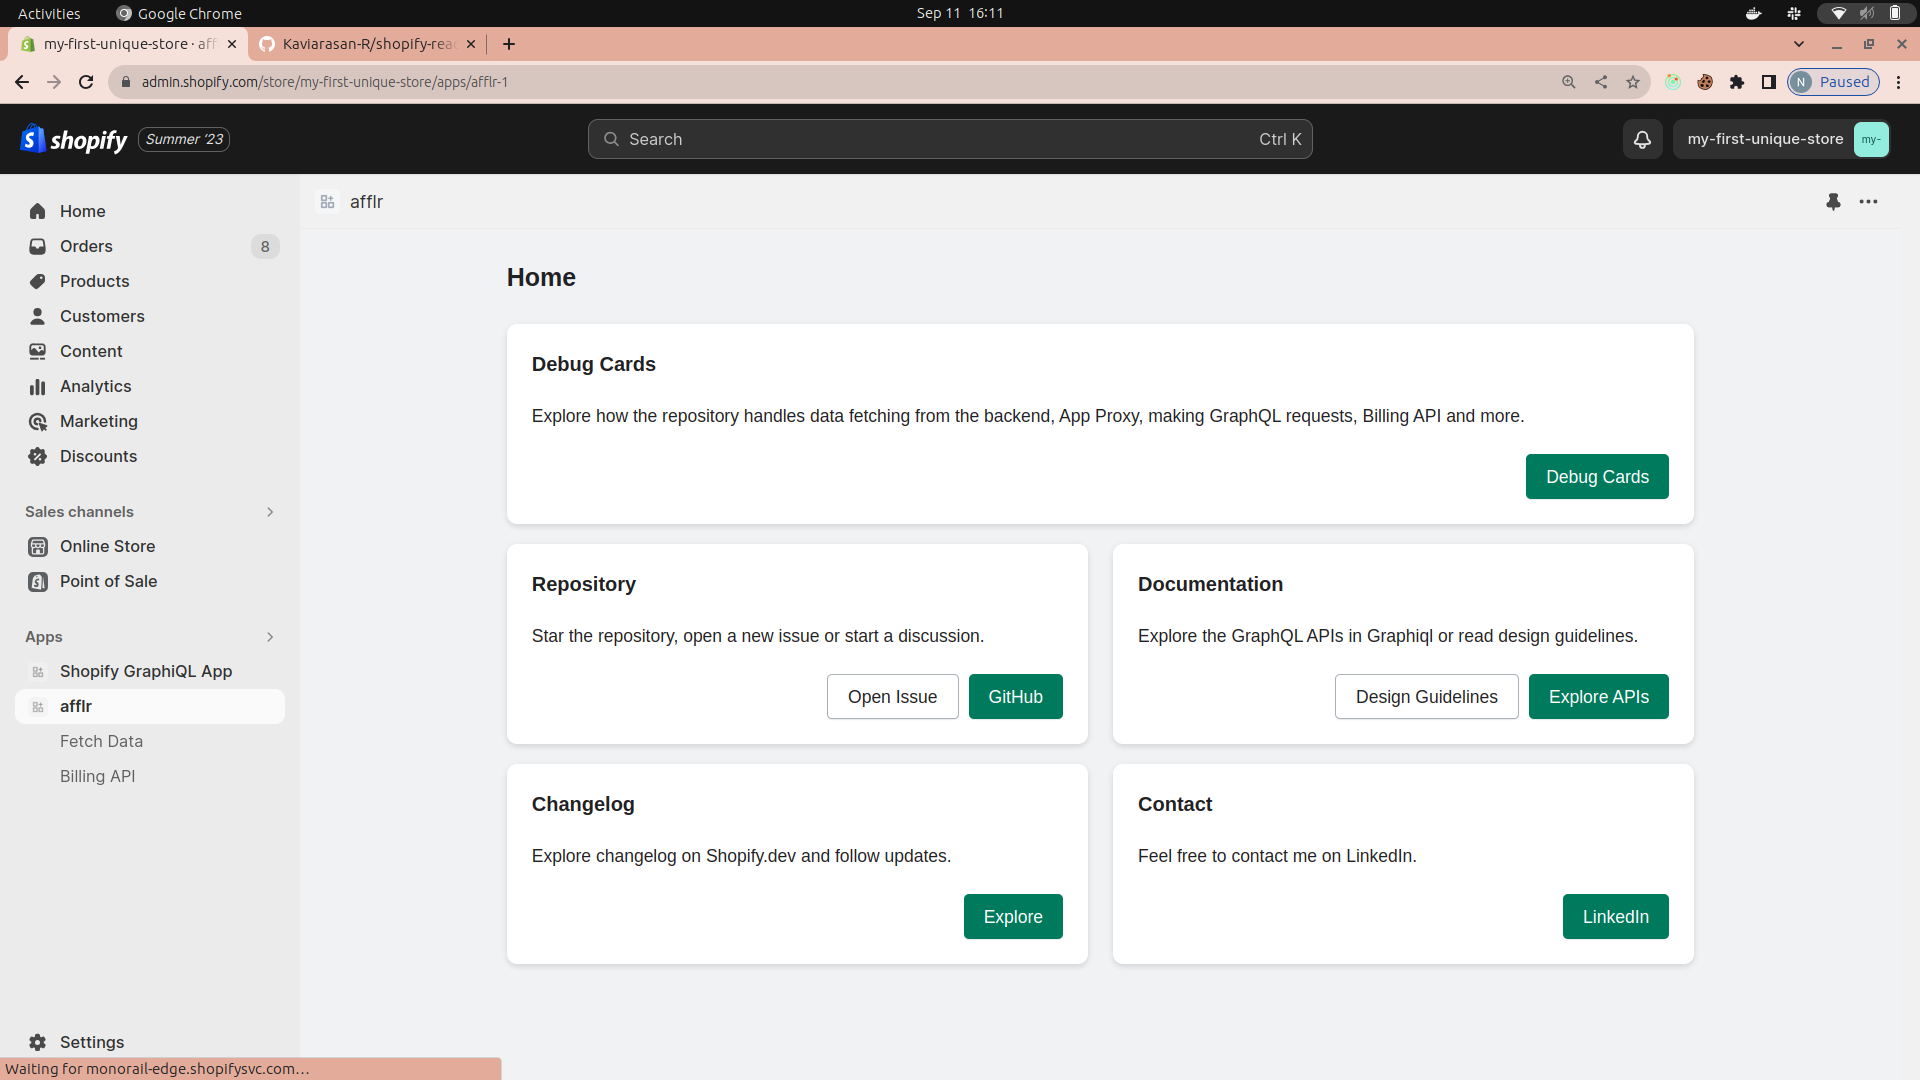 Activities
Google Chrome
Sep 11 16:11
my-first-unique-store · aff
Kaviarasan-R/shopify-reac
admin.shopify.com/store/my-first-unique-store/apps/afflr-1
N
Paused
shopify
Summer '23
Search
Ctrl K
my-first-unique-store
my-
Home
Orders
8
Products
Customers
Content
Analytics
Marketing
Discounts
Sales channels
Online Store
Point of Sale
Apps
Shopify GraphiQL App
afflr
Fetch Data
Billing API
Settings
Waiting for monorail-edge.shopifysvc.com...
afflr
Home
Debug Cards
Explore how the repository handles data fetching from the backend, App Proxy, making GraphQL requests, Billing API and more.
Debug Cards
Repository
Star the repository, open a new issue or start a discussion.
Open Issue
GitHub
Documentation
Explore the GraphQL APIs in Graphiql or read design guidelines.
Design Guidelines
Explore APIs
Changelog
Explore changelog on Shopify.dev and follow updates.
Explore
Contact
Feel free to contact me on LinkedIn.
LinkedIn